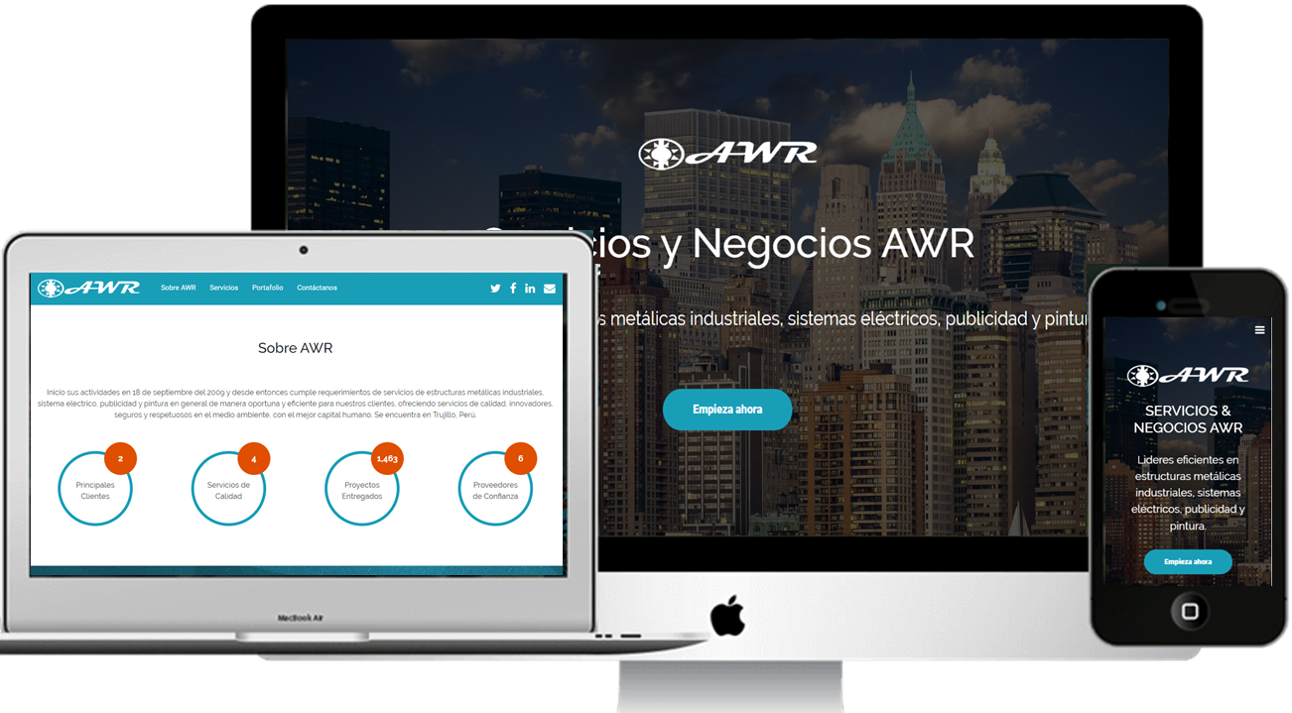 AWR
icios y Negocios AWR
s metálicas industriales, sistemas eléctricos, publicidad y pintu
Empieza ahora
AWR
Sobre AWR Servicios Portafolio Contáctanos
Sobre AWR
Inicio sus actividades en 18 de septiembre del 2009 y desde entonces cumple requerimientos de servicios de estructuras metálicas industriales,
sistema eléctrico, publicidad y pintura en general de manera oportuna y eficiente para nuestros clientes, ofreciendo servicios de calidad, innovadores,
seguros y respetuosos en el medio ambiente, con el mejor capital humano. Se encuentra en Trujillo, Perú.
2
Principales
Clientes
4
Servicios de
Calidad
1,463
Proyectos
Entregados
6
Proveedores
de Confianza
MacBook Air
AWR
SERVICIOS &
NEGOCIOS AWR
Lideres eficientes en
estructuras metálicas
industriales, sistemas
eléctricos, publicidad y
pintura.
Empieza ahora